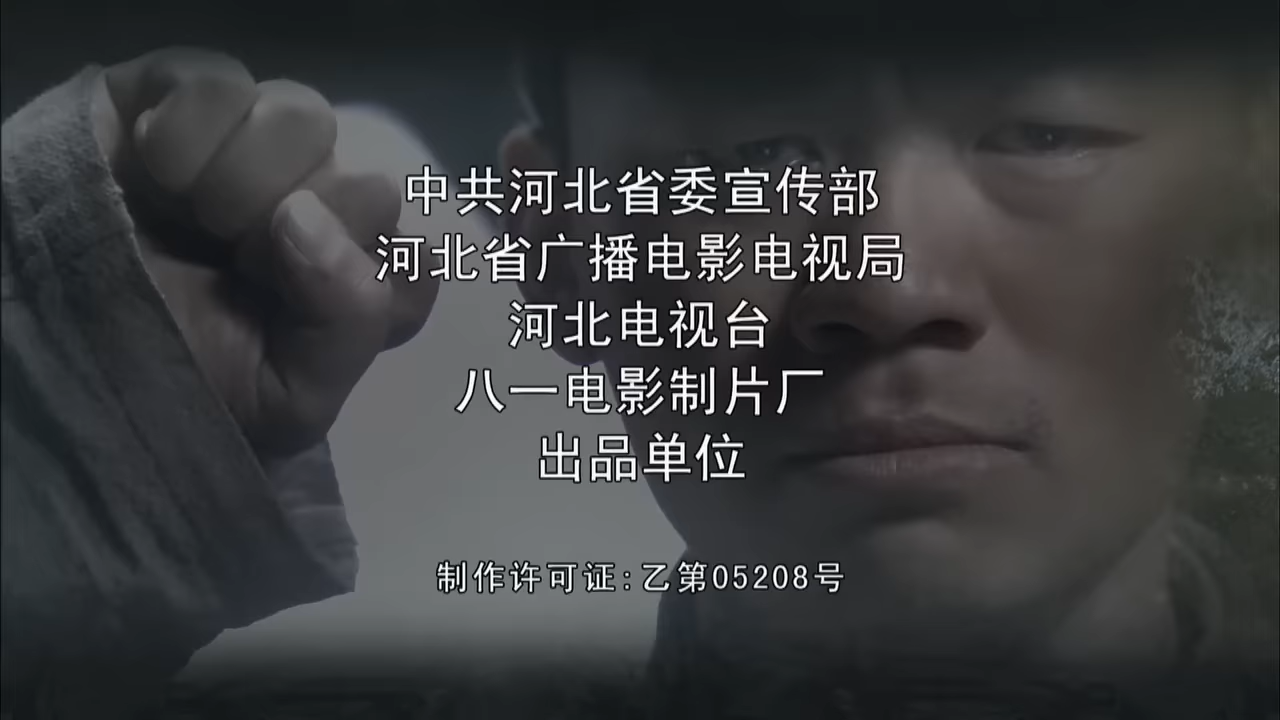 中共河北省委宣传部
河北省广播电影电视局
河北电视台
八一电影制片厂
出品单位
制作许可证:乙第05208号